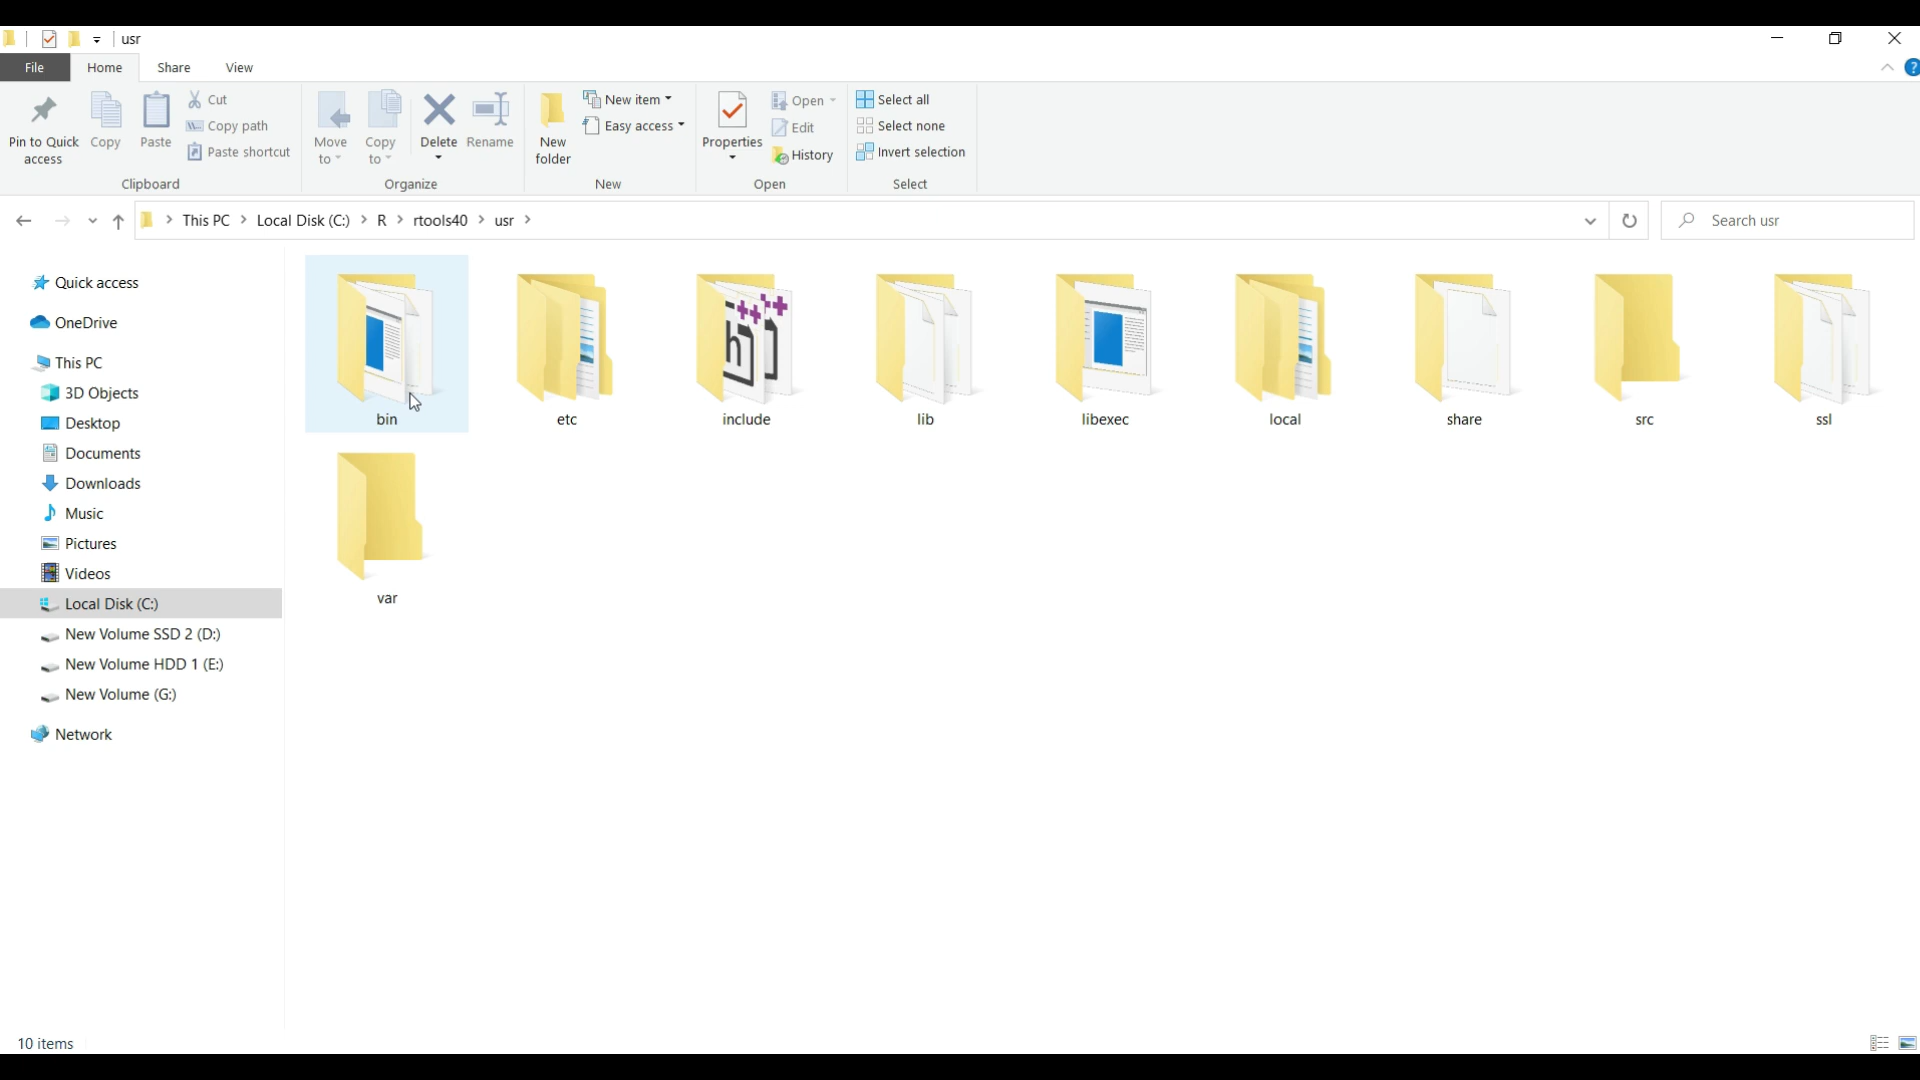 usr
File Home Share View
Pin to Quick access Copy Paste Cut Copy path Paste shortcut
Move to Copy to Delete Rename
New folder New item Easy access
Properties Open Edit History
Select all Select none Invert selection
Clipboard Organize New Open Select
This PC Local Disk (C:) R rtools40 usr
Search usr
Quick access
OneDrive
This PC
3D Objects
Desktop
Documents
Downloads
Music
Pictures
Videos
Local Disk (C:)
New Volume SSD 2 (D:)
New Volume HDD 1 (E:)
New Volume (G:)
Network
bin etc include lib libexec local share src ssl
var
10 items